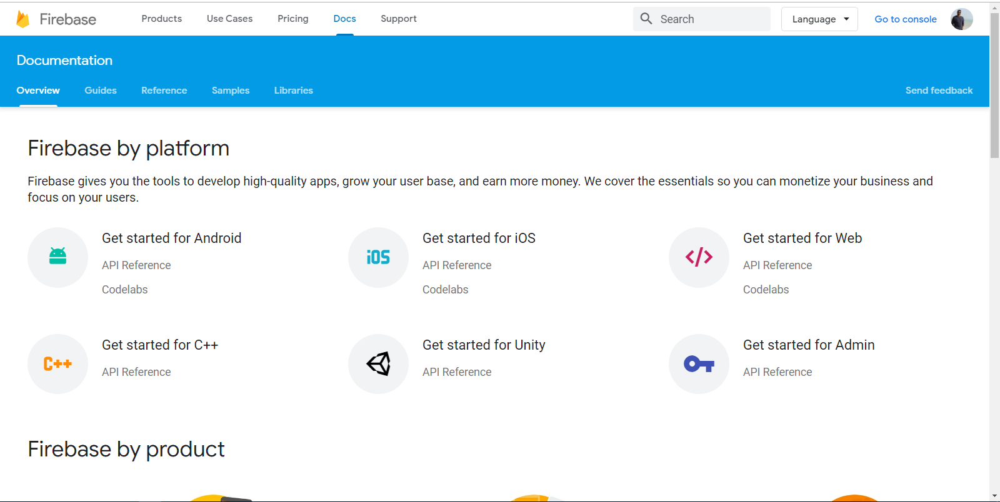 Firebase Products Use Cases Pricing Docs Support Search Language Go to console
Documentation
Overview Guides Reference Samples Libraries Send feedback
Firebase by platform
Firebase gives you the tools to develop high-quality apps, grow your user base, and earn more money. We cover the essentials so you can monetize your business and
focus on your users.
Get started for Android
API Reference
Codelabs
iOS
Get started for iOS
API Reference
Codelabs
</>
Get started for Web
API Reference
Codelabs
C++
Get started for C++
API Reference
Get started for Unity
API Reference
Get started for Admin
API Reference
Firebase by product